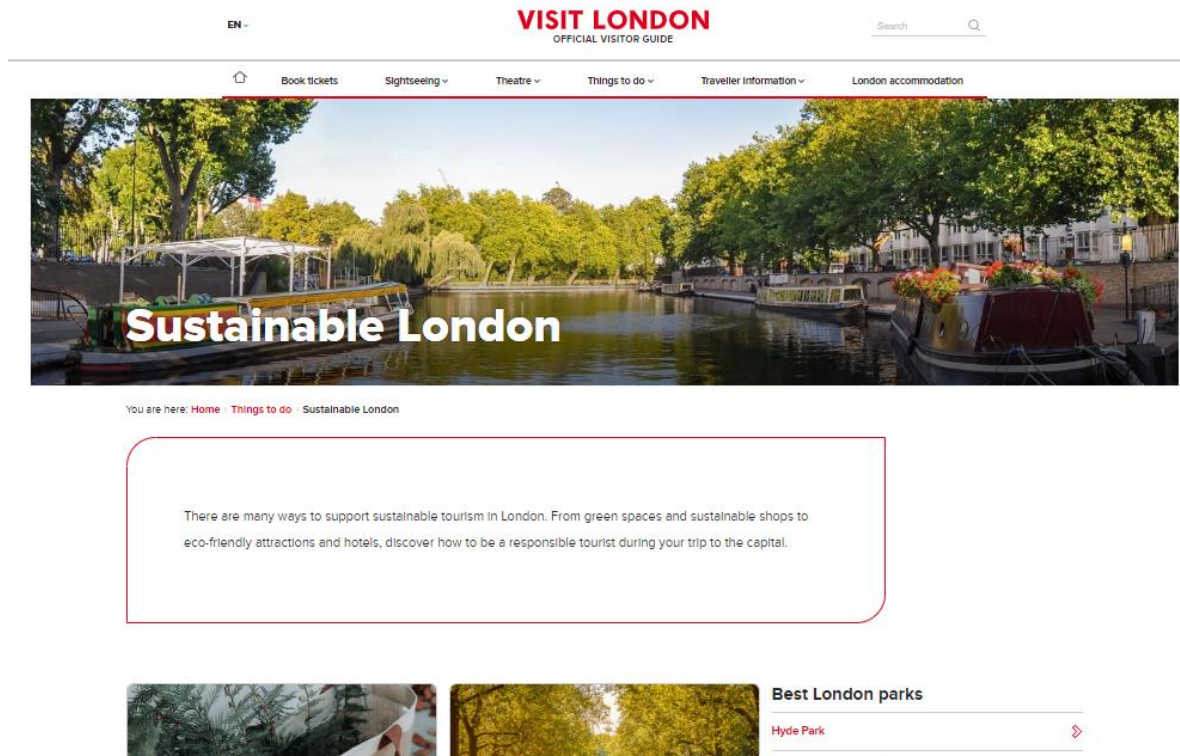 EN
VISIT LONDON
OFFICIAL VISITOR GUIDE
Search
Book tickets
Sightseeing
Theatre
Things to do
Traveller Information
London accommodation
Sustainable London
You are here: Home Things to do Sustainable London
There are many ways to support sustainable tourism in London. From green spaces and sustainable shops to
eco-friendly attractions and hotels, discover how to be a responsible tourist during your trip to the capital.
Best London parks
Hyde Park